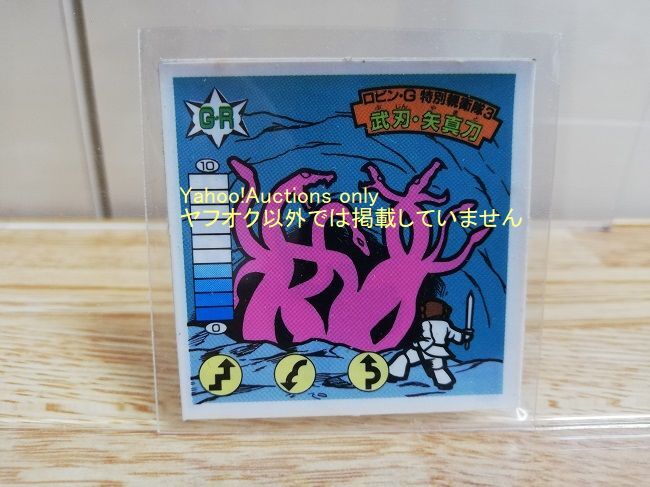 G-R
ロビン・G 特別親衛隊3
武刃・矢真刀
10
Yahoo!Auctions only
ヤフオク以外では掲載していません
0